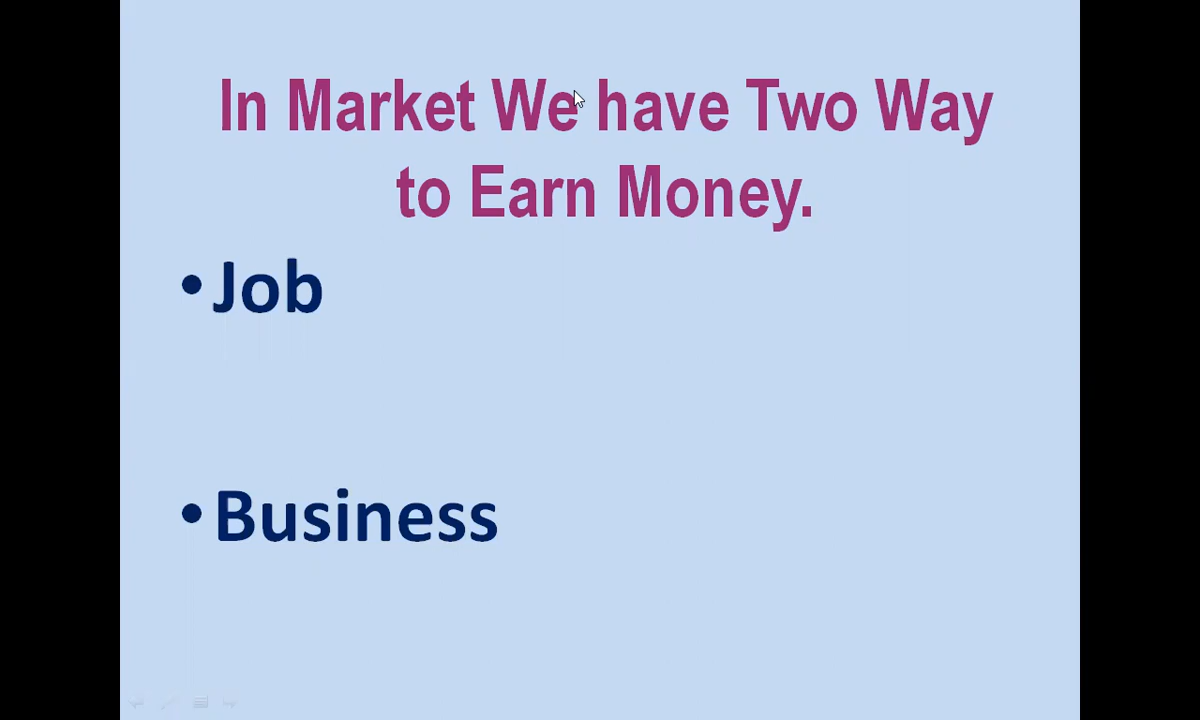 In Market We have Two Way
to Earn Money.
• Job
• Business